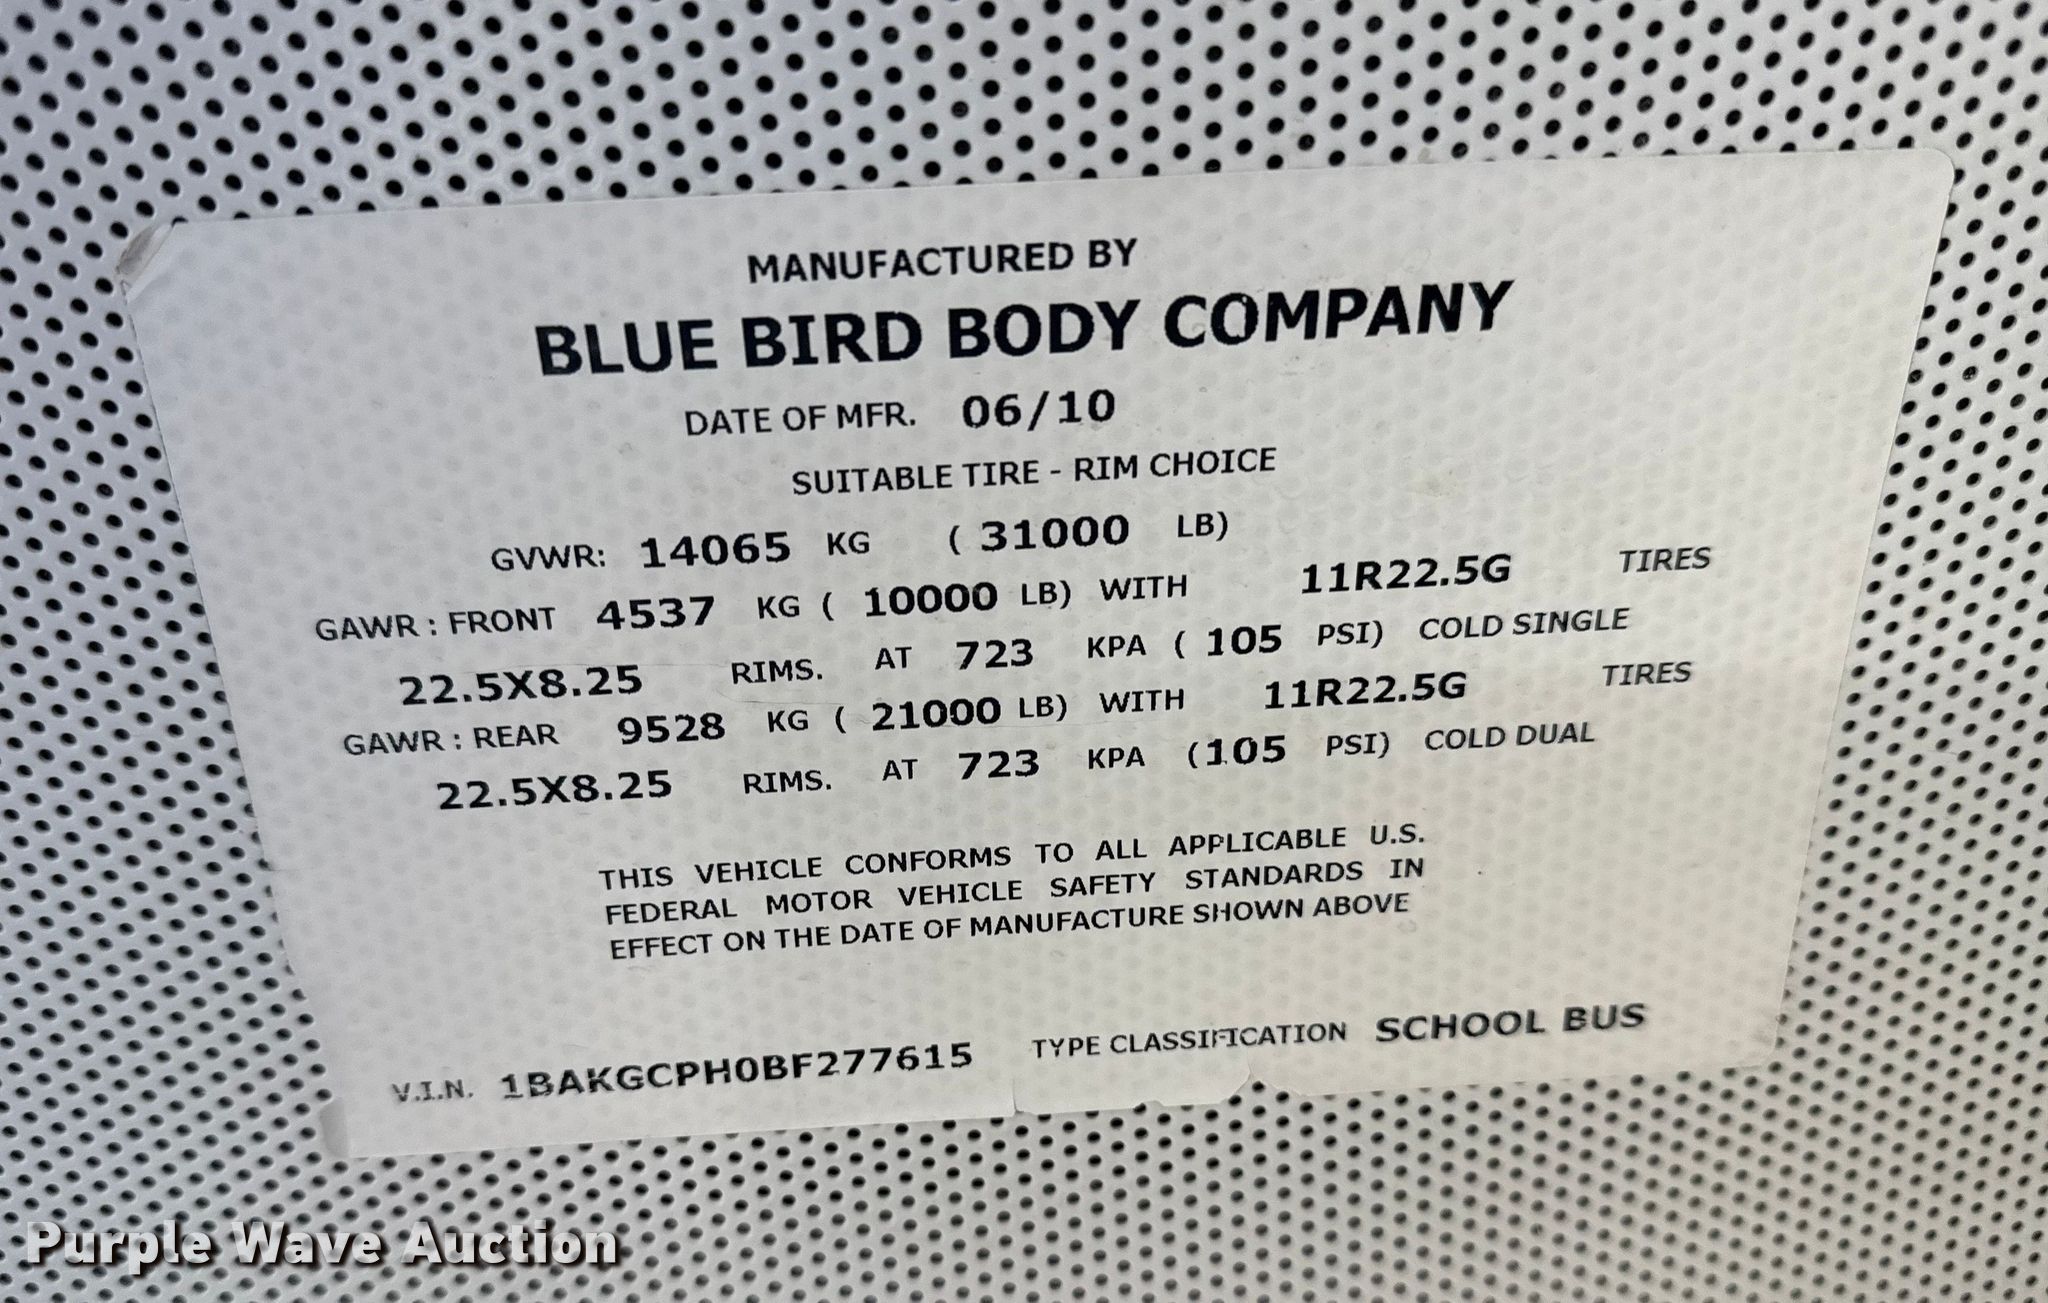 MANUFACTURED BY
BLUE BIRD BODY COMPANY
DATE OF MFR. 06/10
SUITABLE TIRE - RIM CHOICE
GVWR: 14065 KG ( 31000 LB)
GAWR : FRONT 4537 KG ( 10000 LB) WITH 11R22.5G TIRES
22.5X8.25 RIMS. AT 723 KPA ( 105 PSI) COLD SINGLE
GAWR : REAR 9528 KG ( 21000 LB) WITH 11R22.5G TIRES
22.5X8.25 RIMS. AT 723 KPA (105 PSI) COLD DUAL
THIS VEHICLE CONFORMS TO ALL APPLICABLE U.S.
FEDERAL MOTOR VEHICLE SAFETY STANDARDS IN
EFFECT ON THE DATE OF MANUFACTURE SHOWN ABOVE
V.I.N. 1BAKGCPH0BF277615 TYPE CLASSIFICATION SCHOOL BUS
Purple Wave Auction